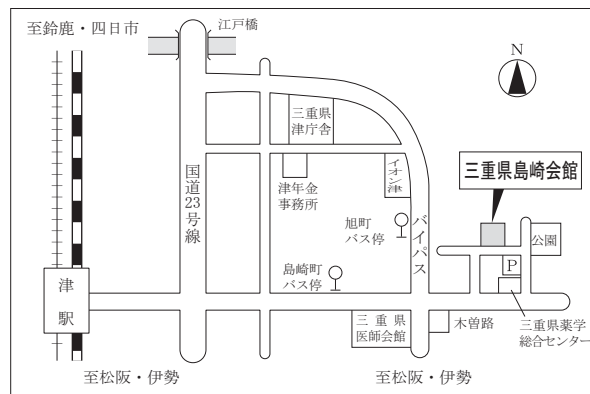 至鈴鹿・四日市
江戸橋
N
三重県
津庁舎
国道23号線
津年金
事務所
イオン津
三重県島崎会館
旭町
バス停
バイパス
公園
P
島崎町
バス停
津駅
三重県
医師会館
木曽路
三重県薬学
総合センター
至松阪・伊勢
至松阪・伊勢